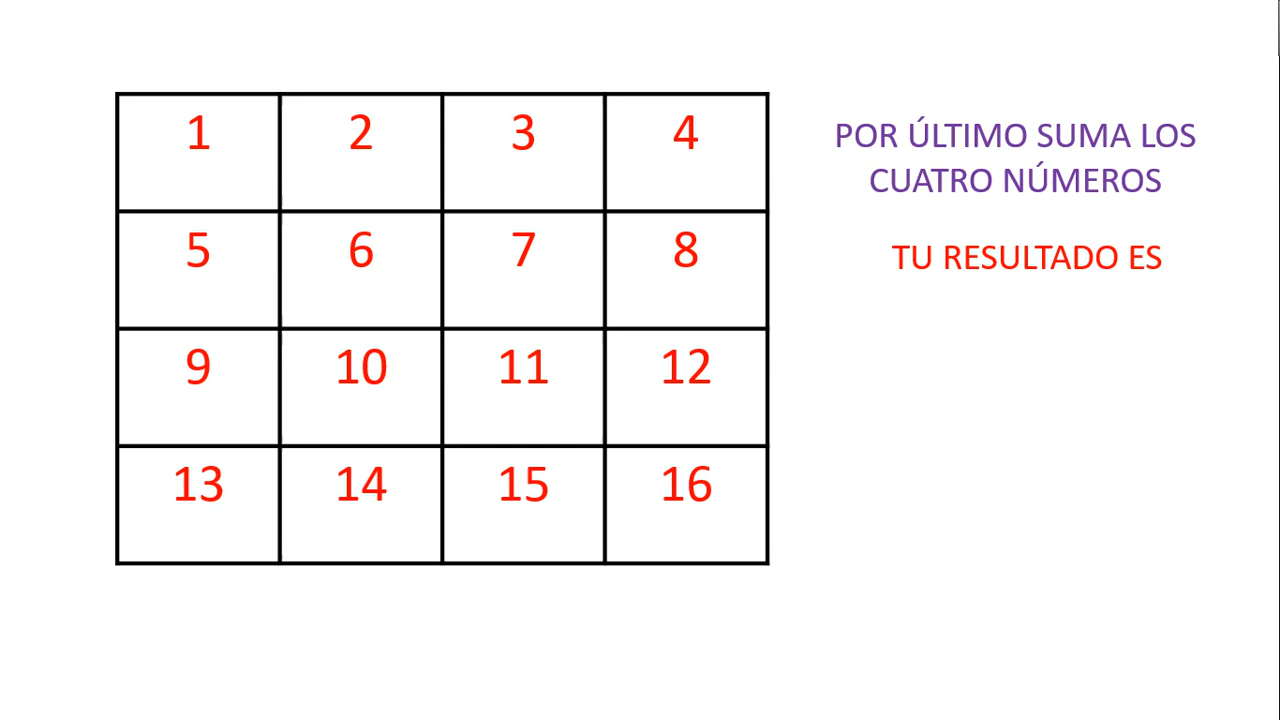 1 2 3 4
5 6 7 8
9 10 11 12
13 14 15 16
POR ÚLTIMO SUMA LOS
CUATRO NÚMEROS
TU RESULTADO ES